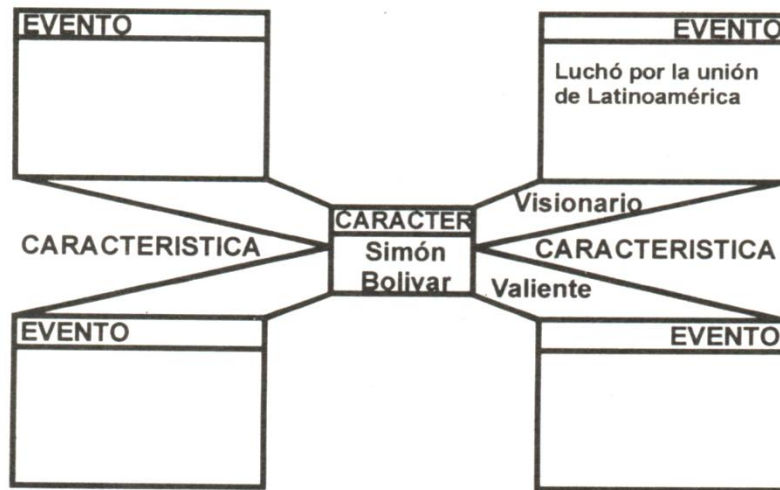 EVENTO
EVENTO
Luchó por la unión
de Latinoamérica
CARACTER
Visionario
CARACTERISTICA
Simón
Bolivar
CARACTERISTICA
Valiente
EVENTO
EVENTO